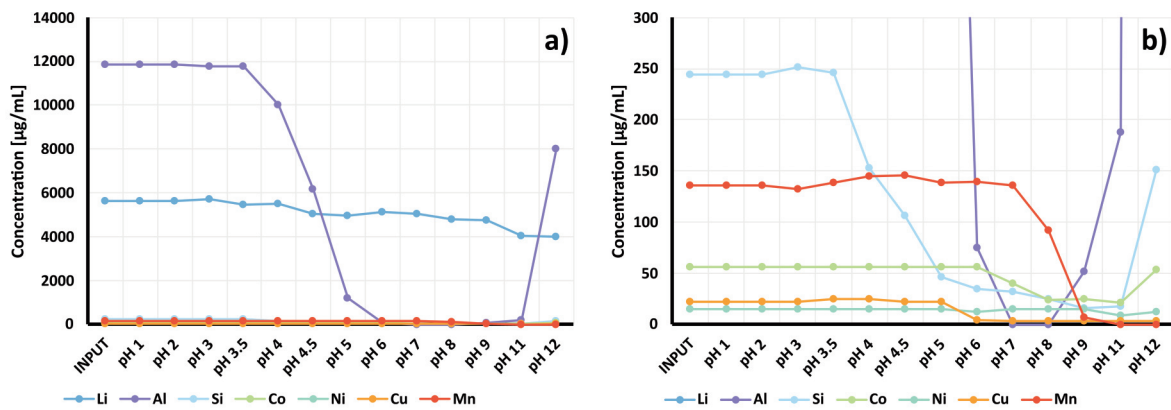 a)
Concentration [µg/mL]
14000
12000
10000
8000
6000
4000
2000
0
INPUT
pH 1
pH 2
pH 3
pH 3.5
pH 4
pH 4.5
pH 5
pH 6
pH 7
pH 8
pH 9
pH 11
pH 12
Li Al Si Co Ni Cu Mn
b)
Concentration [µg/mL]
300
250
200
150
100
50
0
INPUT
pH 1
pH 2
pH 3
pH 3.5
pH 4
pH 4.5
pH 5
pH 6
pH 7
pH 8
pH 9
pH 11
pH 12
Li Al Si Co Ni Cu Mn